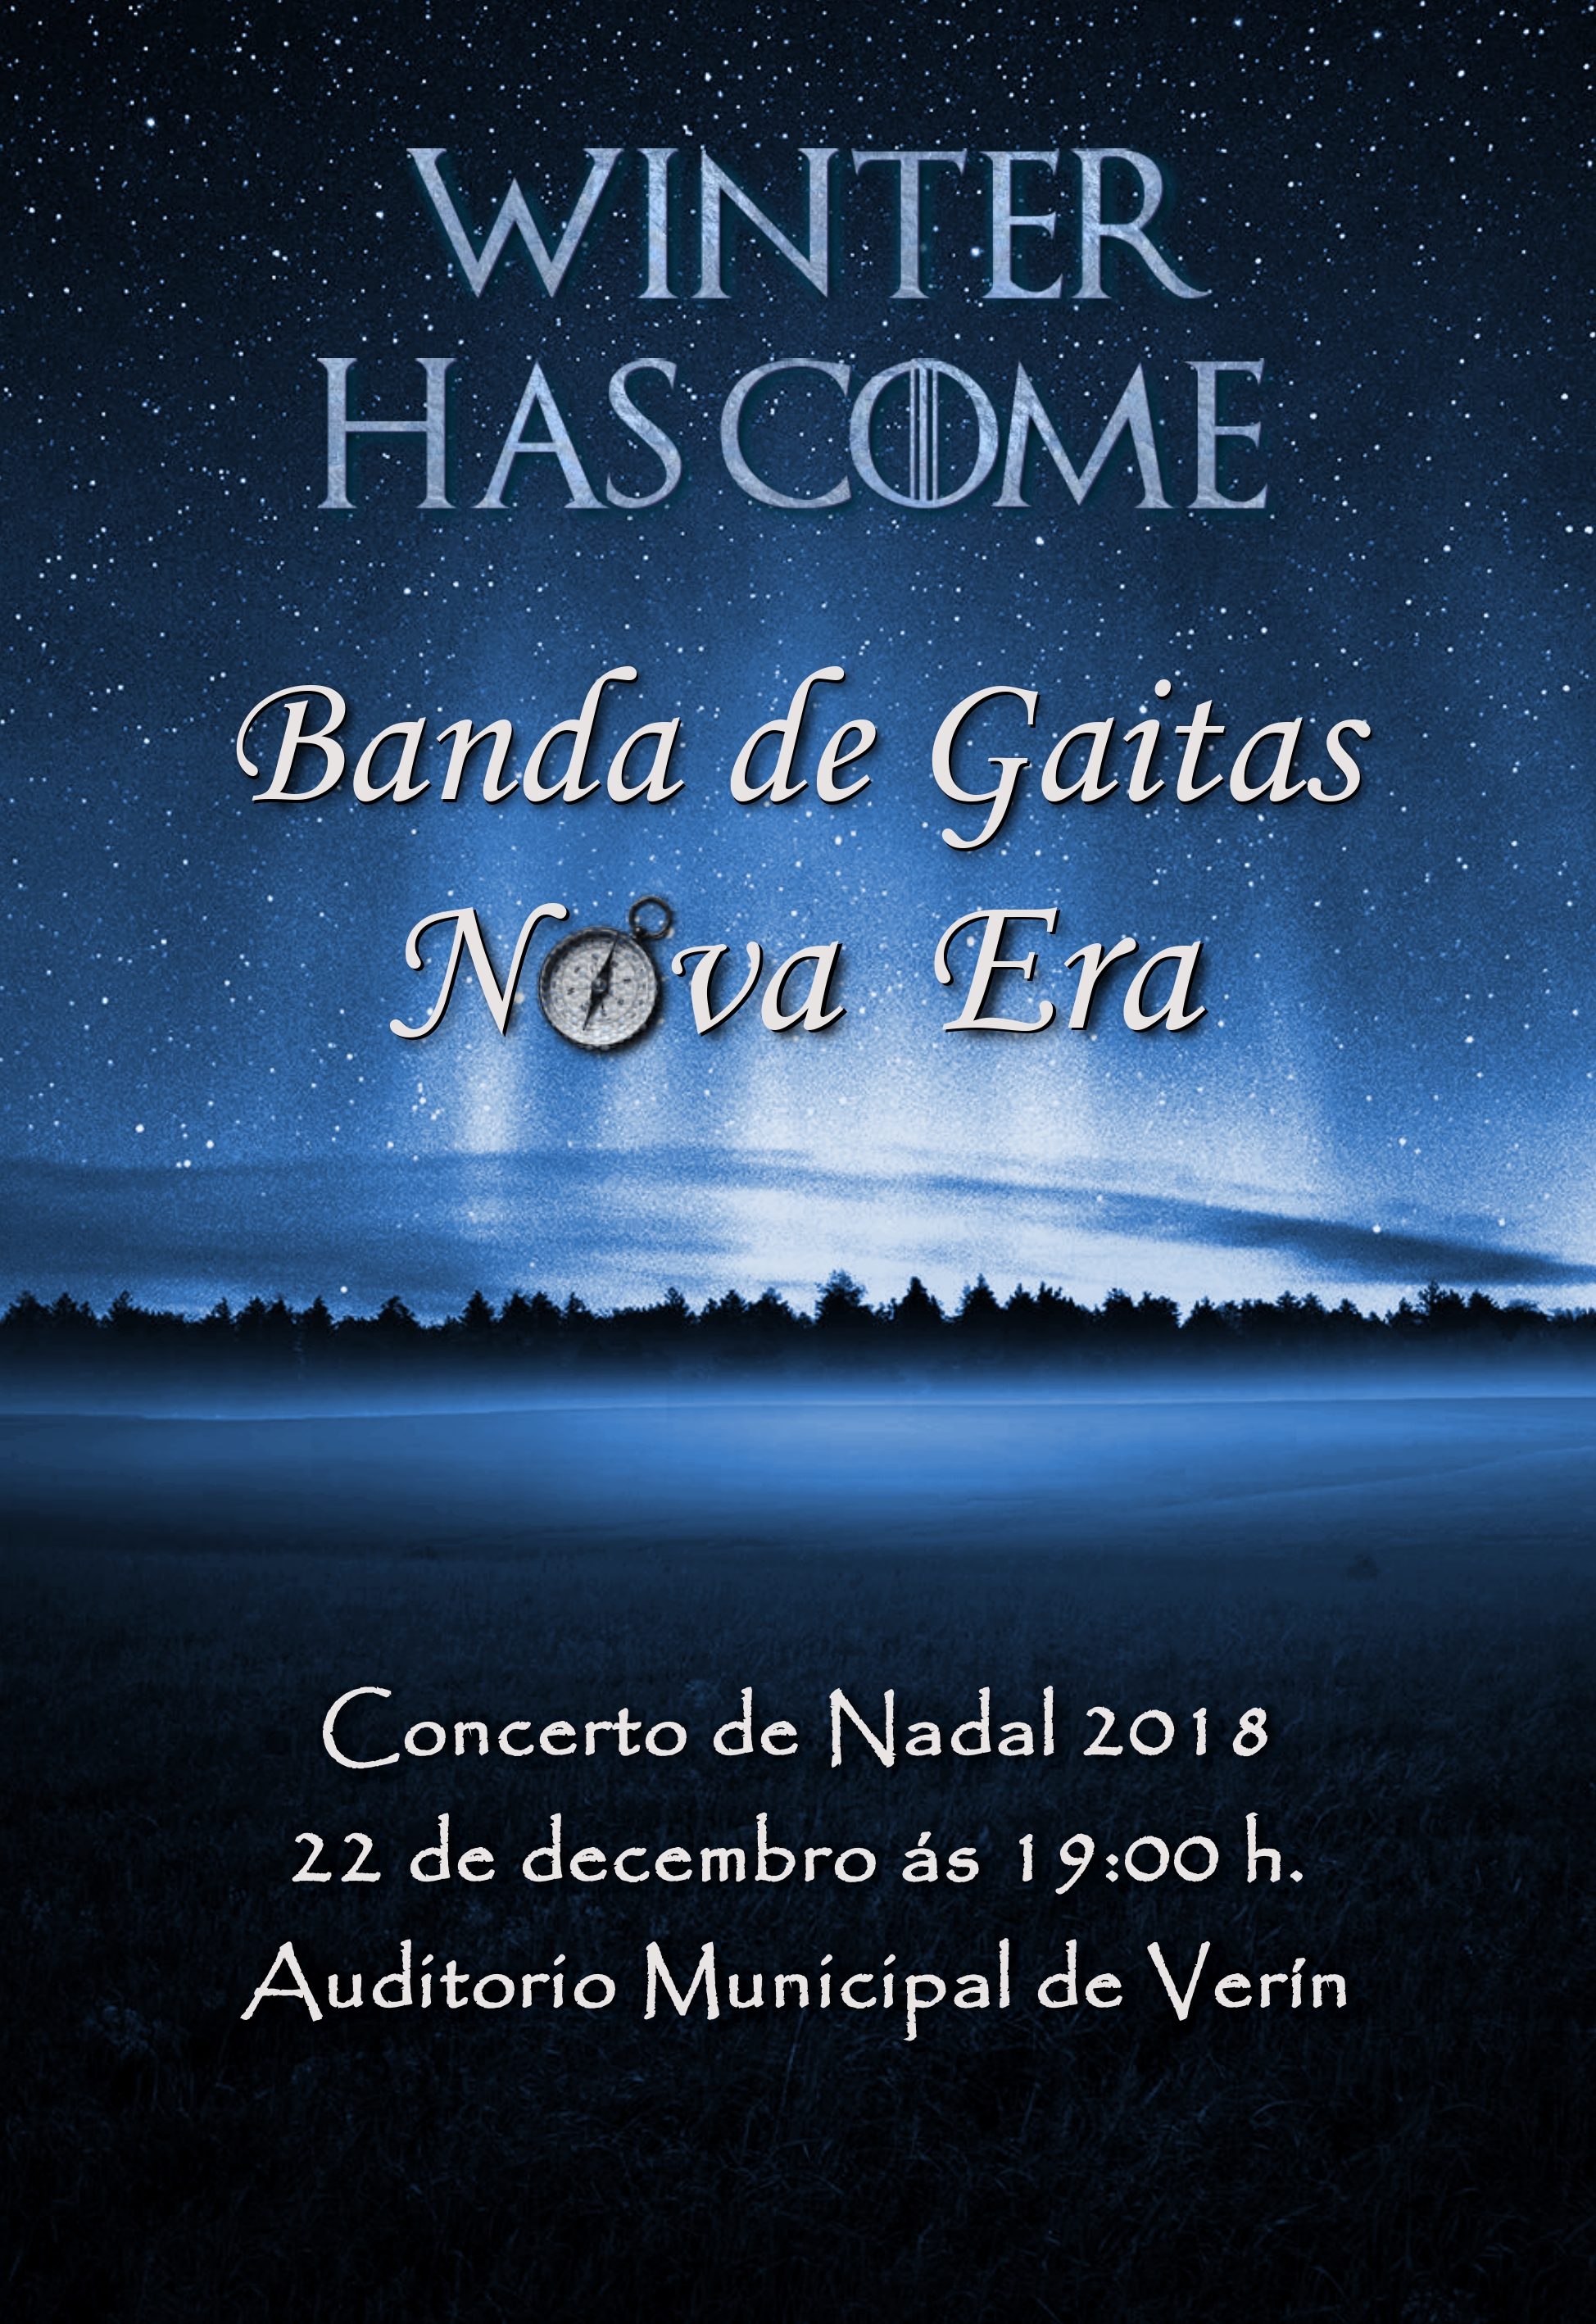 WINTER
HAS COME
Banda de Gaitas
Nova Era
Concerto de Nadal 2018
22 de decembro ás 19:00 h.
Auditorio Municipal de Verín